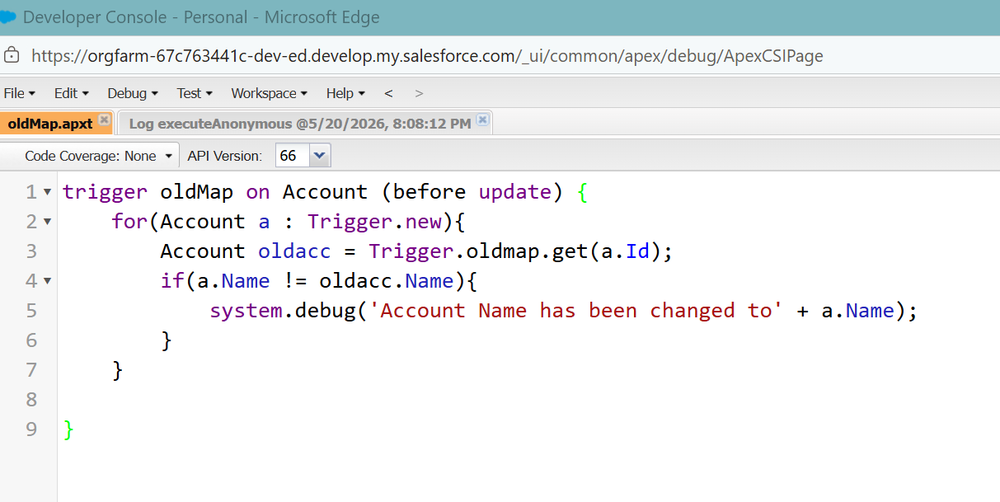 Developer Console - Personal - Microsoft Edge
https://orgfarm-67c763441c-dev-ed.develop.my.salesforce.com/_ui/common/apex/debug/ApexCSIPage
File Edit Debug Test Workspace Help < >
oldMap.apxt Log executeAnonymous @5/20/2026, 8:08:12 PM
Code Coverage: None API Version: 66
1 trigger oldMap on Account (before update) {
2     for(Account a : Trigger.new){
3         Account oldacc = Trigger.oldmap.get(a.Id);
4         if(a.Name != oldacc.Name){
5             system.debug('Account Name has been changed to' + a.Name);
6         }
7     }
8
9 }